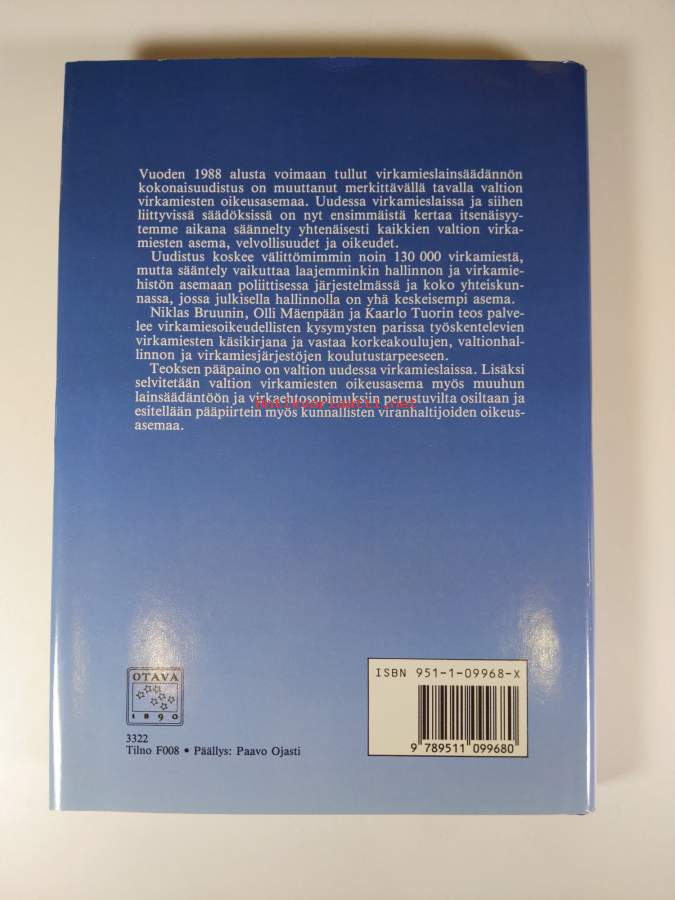 Vuoden 1988 alusta voimaan tullut virkamieslainsäädännön
kokonaisuudistus on muuttanut merkittävällä tavalla valtion
virkamiesten oikeusasemaa. Uudessa virkamieslaissa ja siihen
liittyvissä säädöksissä on nyt ensimmäistä kertaa itsenäisyy-
temme aikana säännelty yhtenäisesti kaikkien valtion virka-
miesten asema, velvollisuudet ja oikeudet.
Uudistus koskee välittömimmin noin 130 000 virkamiestä,
mutta sääntely vaikuttaa laajemminkin hallinnon ja virkamie-
histön asemaan poliittisessa järjestelmässä ja koko yhteiskun-
nassa, jossa julkisella hallinnolla on yhä keskeisempi asema.
Niklas Bruunin, Olli Mäenpään ja Kaarlo Tuorin teos palve-
lee virkamiesoikeudellisten kysymysten parissa työskentelevien
virkamiesten käsikirjana ja vastaa korkeakoulujen, valtionhal-
linnon ja virkamiesjärjestöjen koulutustarpeeseen.
Teoksen pääpaino on valtion uudessa virkamieslaissa. Lisäksi
selvitetään valtion virkamiesten oikeusasema myös muuhun
lainsäädäntöön ja virkaehtosopimuksiin perustuvilta osiltaan ja
esitellään pääpiirtein myös kunnallisten viranhaltijoiden oikeus-
asemaa.
OTAVA
1890
3322
Tilno F008 • Päällys: Paavo Ojasti
ISBN 951-1-09968-X
9 789511 099680